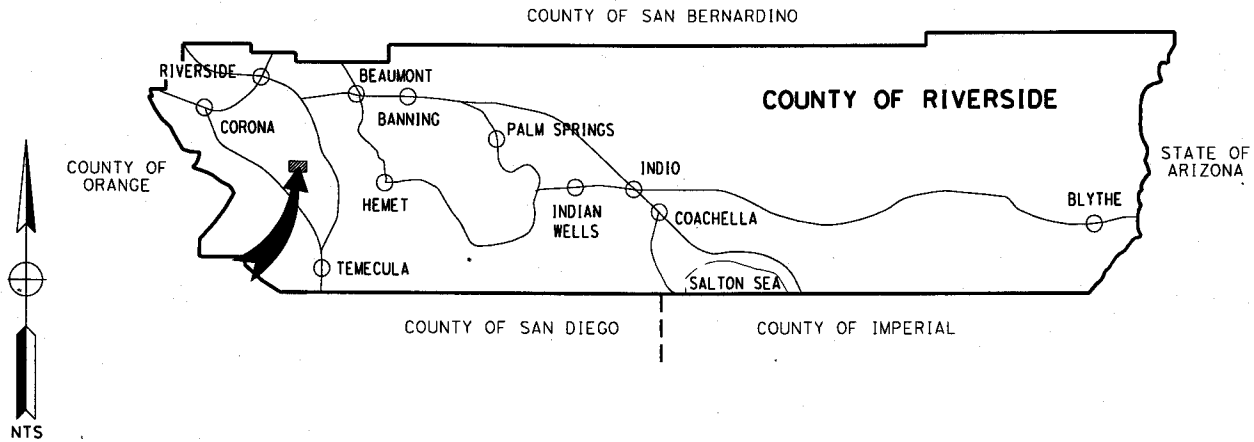 COUNTY OF SAN BERNARDINO
RIVERSIDE
BEAUMONT
COUNTY OF RIVERSIDE
CORONA
BANNING
PALM SPRINGS
COUNTY OF
ORANGE
INDIO
STATE OF
ARIZONA
HEMET
INDIAN
WELLS
COACHELLA
BLYTHE
TEMECULA
SALTON SEA
COUNTY OF SAN DIEGO
COUNTY OF IMPERIAL
NTS